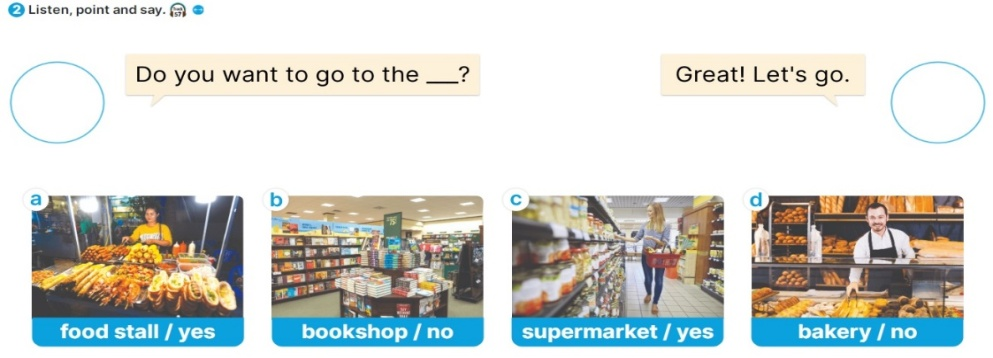 2 Listen, point and say. 57
Do you want to go to the ___?
Great! Let's go.
a
b
c
d
food stall / yes
bookshop / no
supermarket / yes
bakery / no